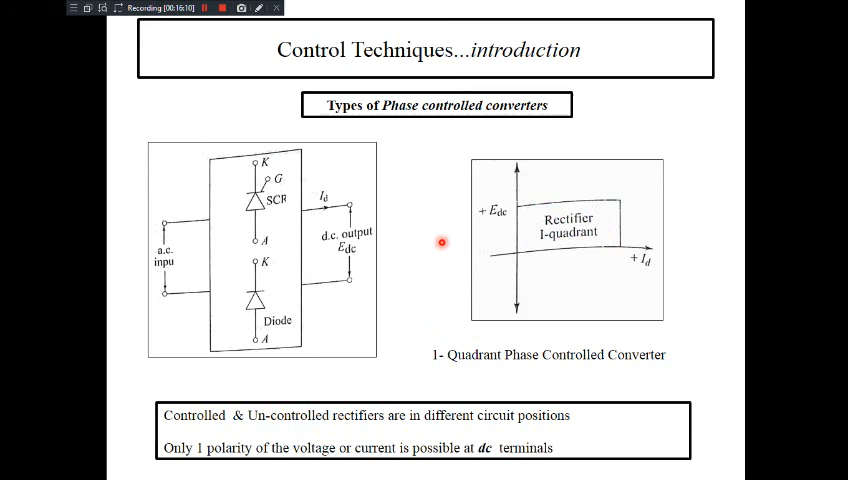 Recording [00:16:10]
Control Techniques...introduction
Types of Phase controlled converters
K
G
SCR
A
K
Diode
A
a.c.
inpu
Id
d.c. output
Edc
+ Edc
Rectifier
I-quadrant
+ Id
1- Quadrant Phase Controlled Converter
Controlled & Un-controlled rectifiers are in different circuit positions
Only 1 polarity of the voltage or current is possible at dc terminals